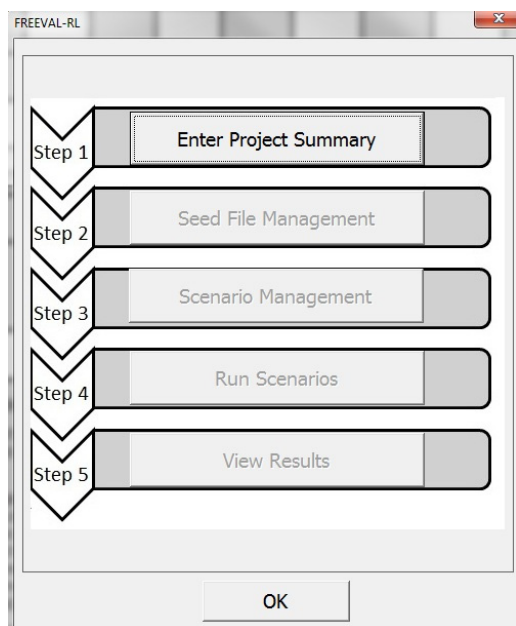 FREEVAL-RL
Step 1
Enter Project Summary
Step 2
Seed File Management
Step 3
Scenario Management
Step 4
Run Scenarios
Step 5
View Results
OK